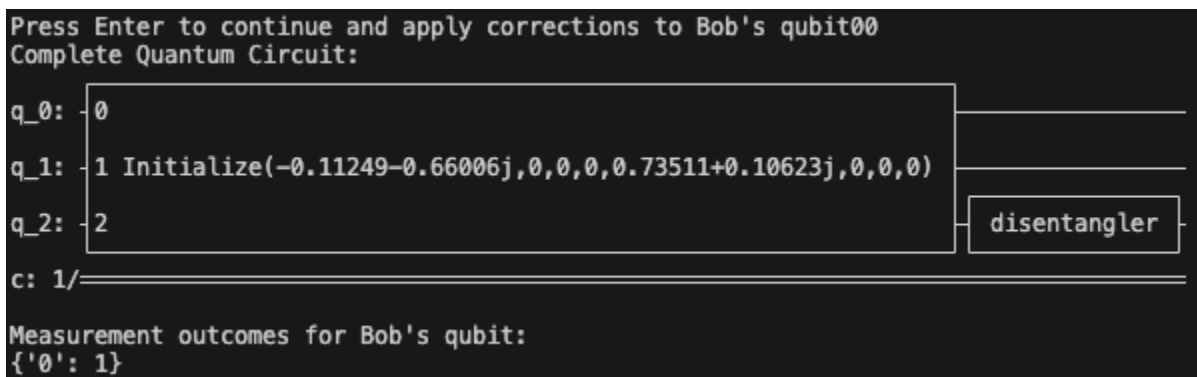 Press Enter to continue and apply corrections to Bob's qubit00
Complete Quantum Circuit:
q_0: 0
q_1: 1 Initialize(-0.11249-0.66006j,0,0,0,0.73511+0.10623j,0,0,0)
q_2: 2 disentangler
c: 1/
Measurement outcomes for Bob's qubit:
{'0': 1}